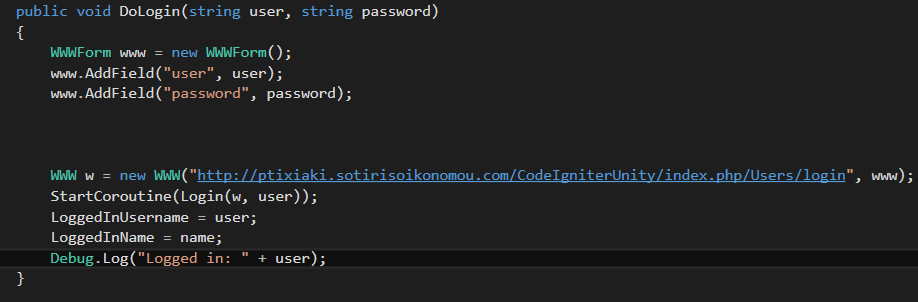 public void DoLogin(string user, string password)
{
WWWForm www = new WWWForm();
www.AddField("user", user);
www.AddField("password", password);
WWW w = new WWW("http://ptixiaki.sotirisoikonomou.com/CodeIgniterUnity/index.php/Users/login", www);
StartCoroutine(Login(w, user));
LoggedInUsername = user;
LoggedInName = name;
Debug.Log("Logged in: " + user);
}